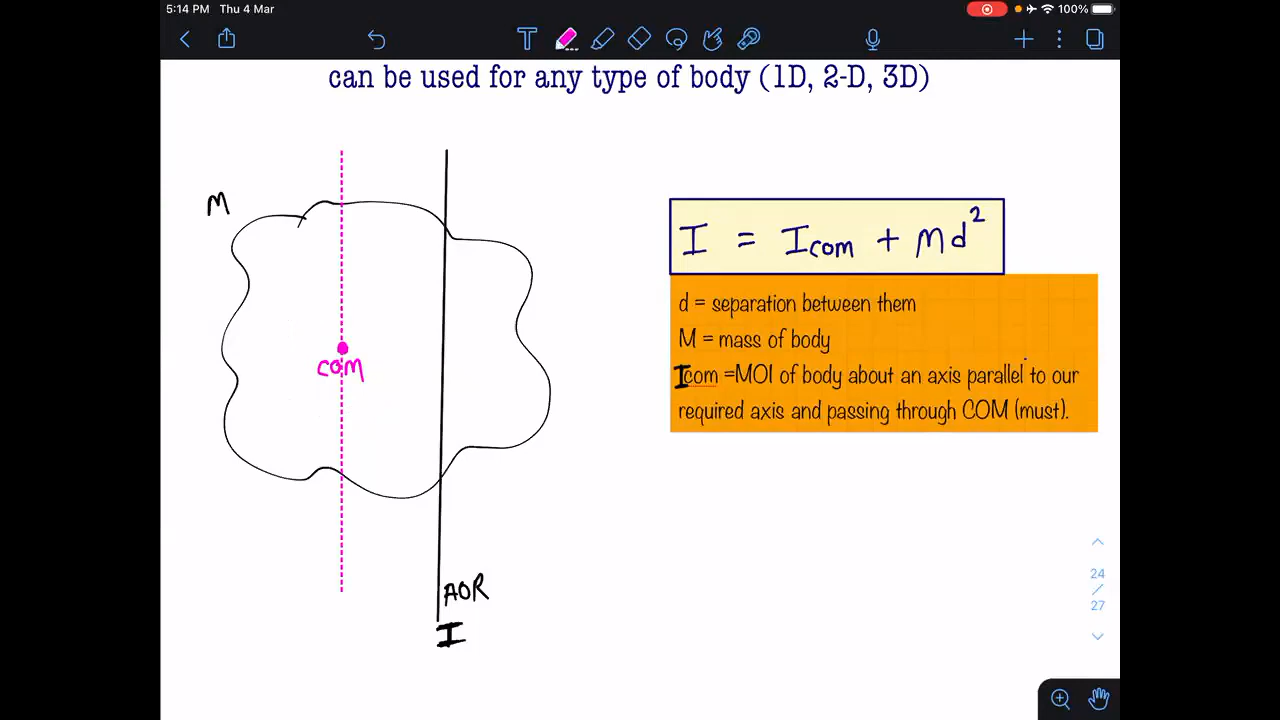 5:14 PM Thu 4 Mar
100%
T
can be used for any type of body (1D, 2-D, 3D)
M
com
AOR
I
I = Icom + Md²
d = separation between them
M = mass of body
Icom =MOI of body about an axis parallel to our
required axis and passing through COM (must).
24
/
27